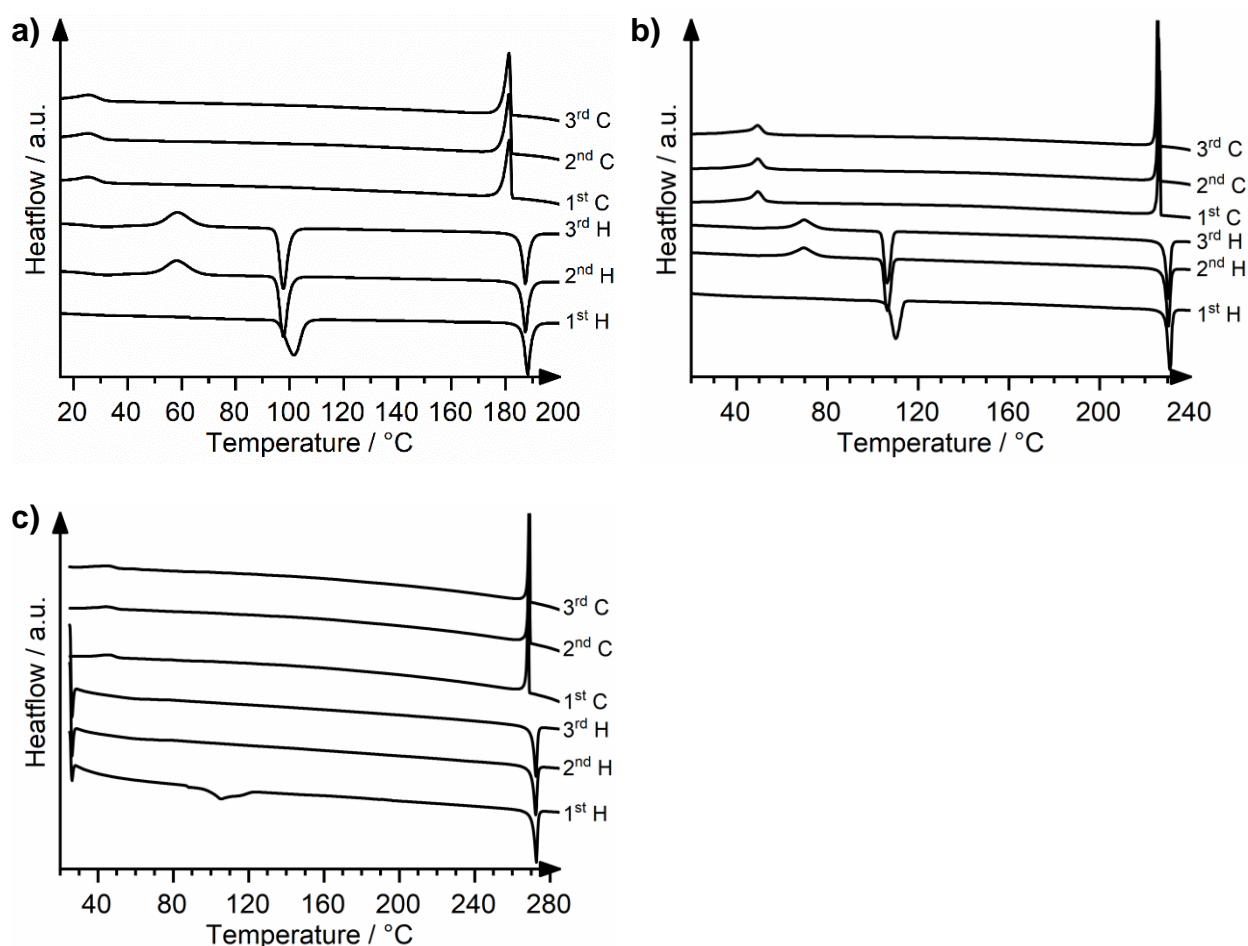 a)
Heatflow / a.u.
3rd C
2nd C
1st C
3rd H
2nd H
1st H
20 40 60 80 100 120 140 160 180 200
Temperature / °C
b)
Heatflow / a.u.
3rd C
2nd C
1st C
3rd H
2nd H
1st H
40 80 120 160 200 240
Temperature / °C
c)
Heatflow / a.u.
3rd C
2nd C
1st C
3rd H
2nd H
1st H
40 80 120 160 200 240 280
Temperature / °C